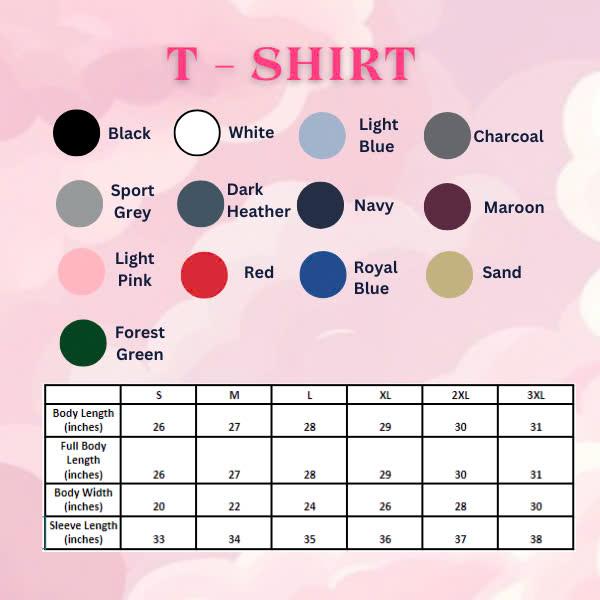 T - SHIRT
Black
White
Light
Blue
Charcoal
Sport
Grey
Dark
Heather
Navy
Maroon
Light
Pink
Red
Royal
Blue
Sand
Forest
Green
S M L XL 2XL 3XL
Body Length
(inches) 26 27 28 29 30 31
Full Body
Length
(inches) 26 27 28 29 30 31
Body Width
(inches) 20 22 24 26 28 30
Sleeve Length
(inches) 33 34 35 36 37 38